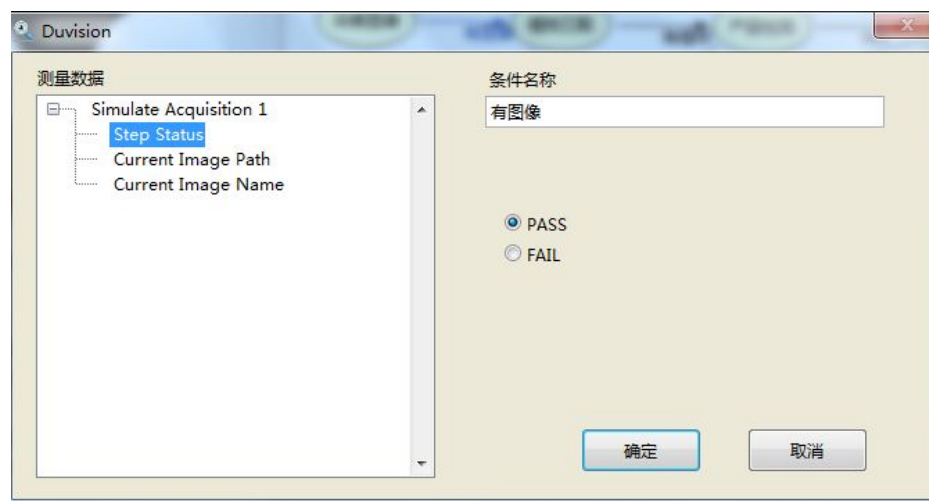 Duvision
测量数据
Simulate Acquisition 1
Step Status
Current Image Path
Current Image Name
条件名称
有图像
PASS
FAIL
确定
取消